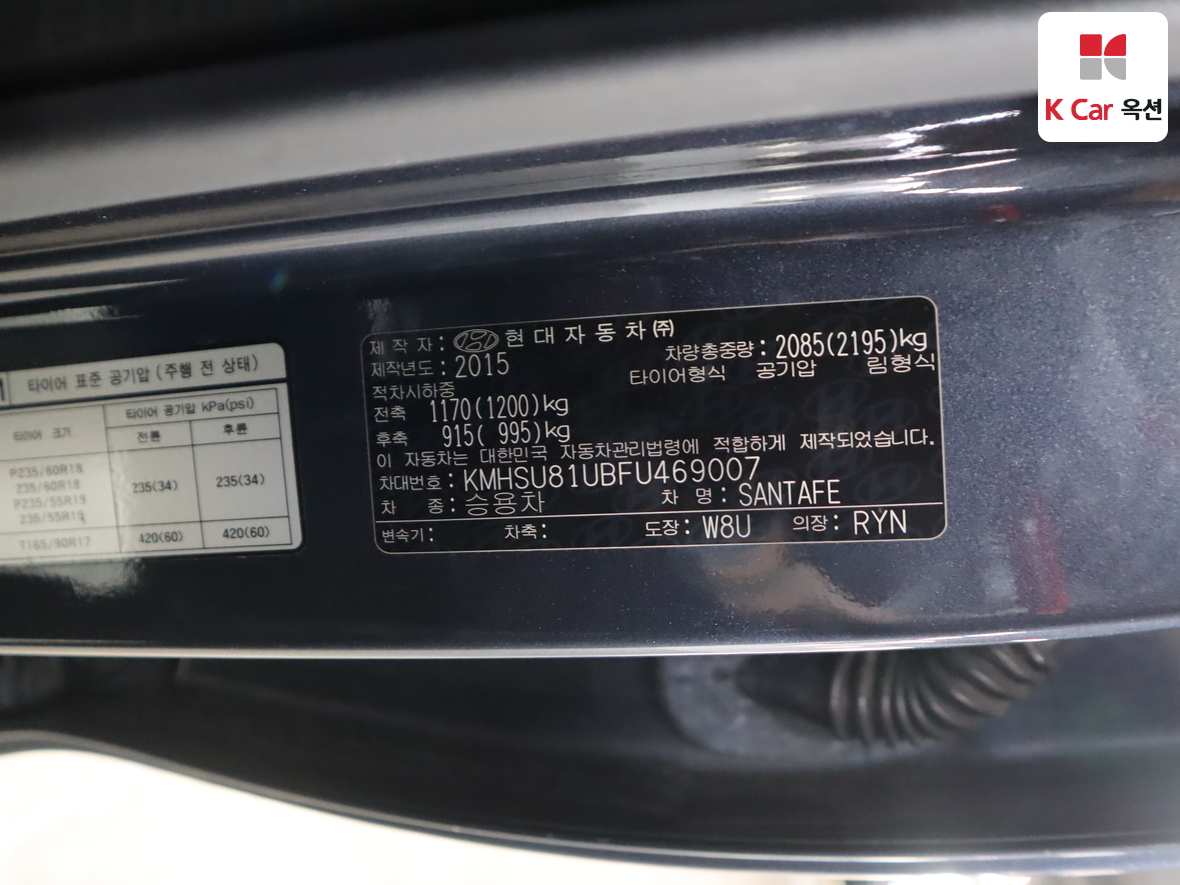 K Car 옥션
타이어 표준 공기압 (주행 전 상태)
타이어 크기
타이어 공기압 kPa(psi)
전륜 후륜
P235/60R18
235/60R18
P235/55R19
235/55R19
235(34) 235(34)
T165/90R17 420(60) 420(60)
제 작 자 : 현 대 자 동 차 ㈜
제작년도 : 2015 차량총중량 : 2085(2195)kg
타이어형식 공기압 림형식
적차시하중
전축 1170(1200)kg
후축 915( 995)kg
이 자동차는 대한민국 자동차관리법령에 적합하게 제작되었습니다.
차대번호 : KMHSU81UBFU469007
차 종 : 승용차 차 명 : SANTAFE
변속기 : 차축 : 도장 : W8U 의장 : RYN